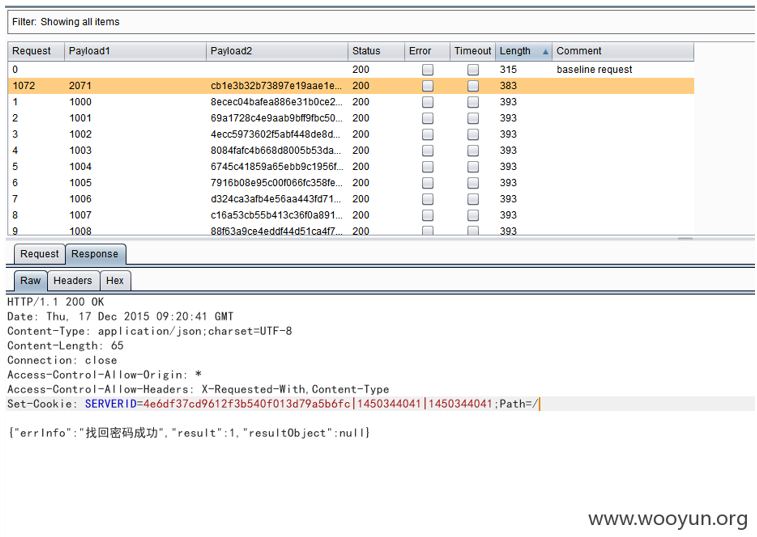 Filter: Showing all items
Request Payload1 Payload2 Status Error Timeout Length Comment
0 200 315 baseline request
1072 2071 cb1e3b32b73897e19aae1e... 200 383
1 1000 8ecec04bafea886e31b0ce2... 200 393
2 1001 69a1728c4e9aab9bff9fbc50... 200 393
3 1002 4ecc5973602f5abf448de8d... 200 393
4 1003 8084fafc4b668d8005b53da... 200 393
5 1004 6745c41859a65ebb9c1956f... 200 393
6 1005 7916b08e95c00f066fc358fe... 200 393
7 1006 d324ca3afb4e56aa443fd71... 200 393
8 1007 c16a53cb55b413c36f0a891... 200 393
9 1008 88f63a9ce4eddf44d51ca4f7... 200 393
Request Response
Raw Headers Hex
HTTP/1.1 200 OK
Date: Thu, 17 Dec 2015 09:20:41 GMT
Content-Type: application/json;charset=UTF-8
Content-Length: 65
Connection: close
Access-Control-Allow-Origin: *
Access-Control-Allow-Headers: X-Requested-With,Content-Type
Set-Cookie: SERVERID=4e6df37cd9612f3b540f013d79a5b6fc|1450344041|1450344041;Path=/
{"errInfo":"找回密码成功","result":1,"resultObject":null}
www.wooyun.org